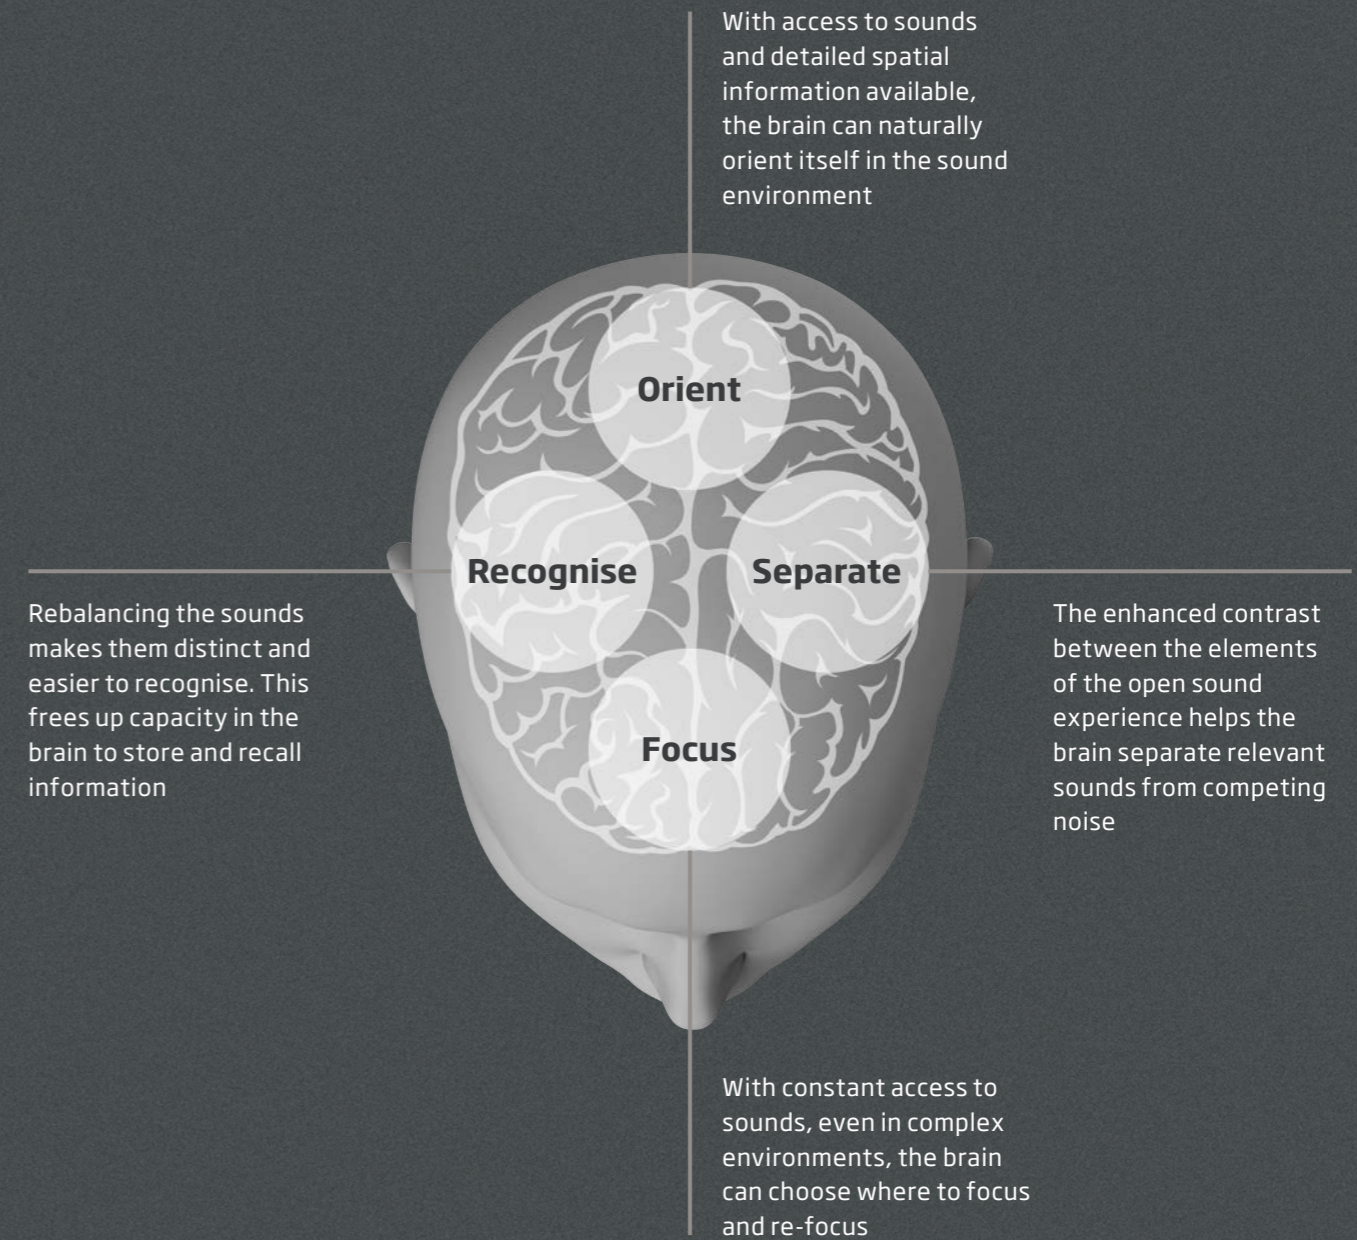 With access to sounds
and detailed spatial
information available,
the brain can naturally
orient itself in the sound
environment
Orient
Recognise
Separate
Rebalancing the sounds
makes them distinct and
easier to recognise. This
frees up capacity in the
brain to store and recall
information
The enhanced contrast
between the elements
of the open sound
experience helps the
brain separate relevant
sounds from competing
noise
Focus
With constant access to
sounds, even in complex
environments, the brain
can choose where to focus
and re-focus